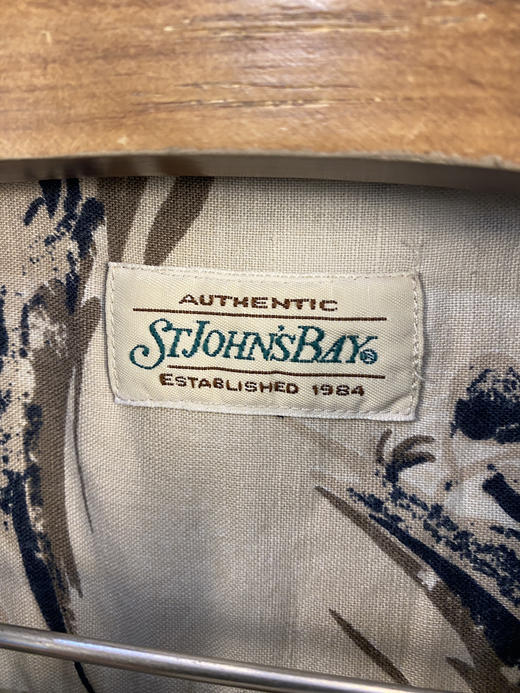 AUTHENTIC
ST JOHN'S BAY®
ESTABLISHED 1984